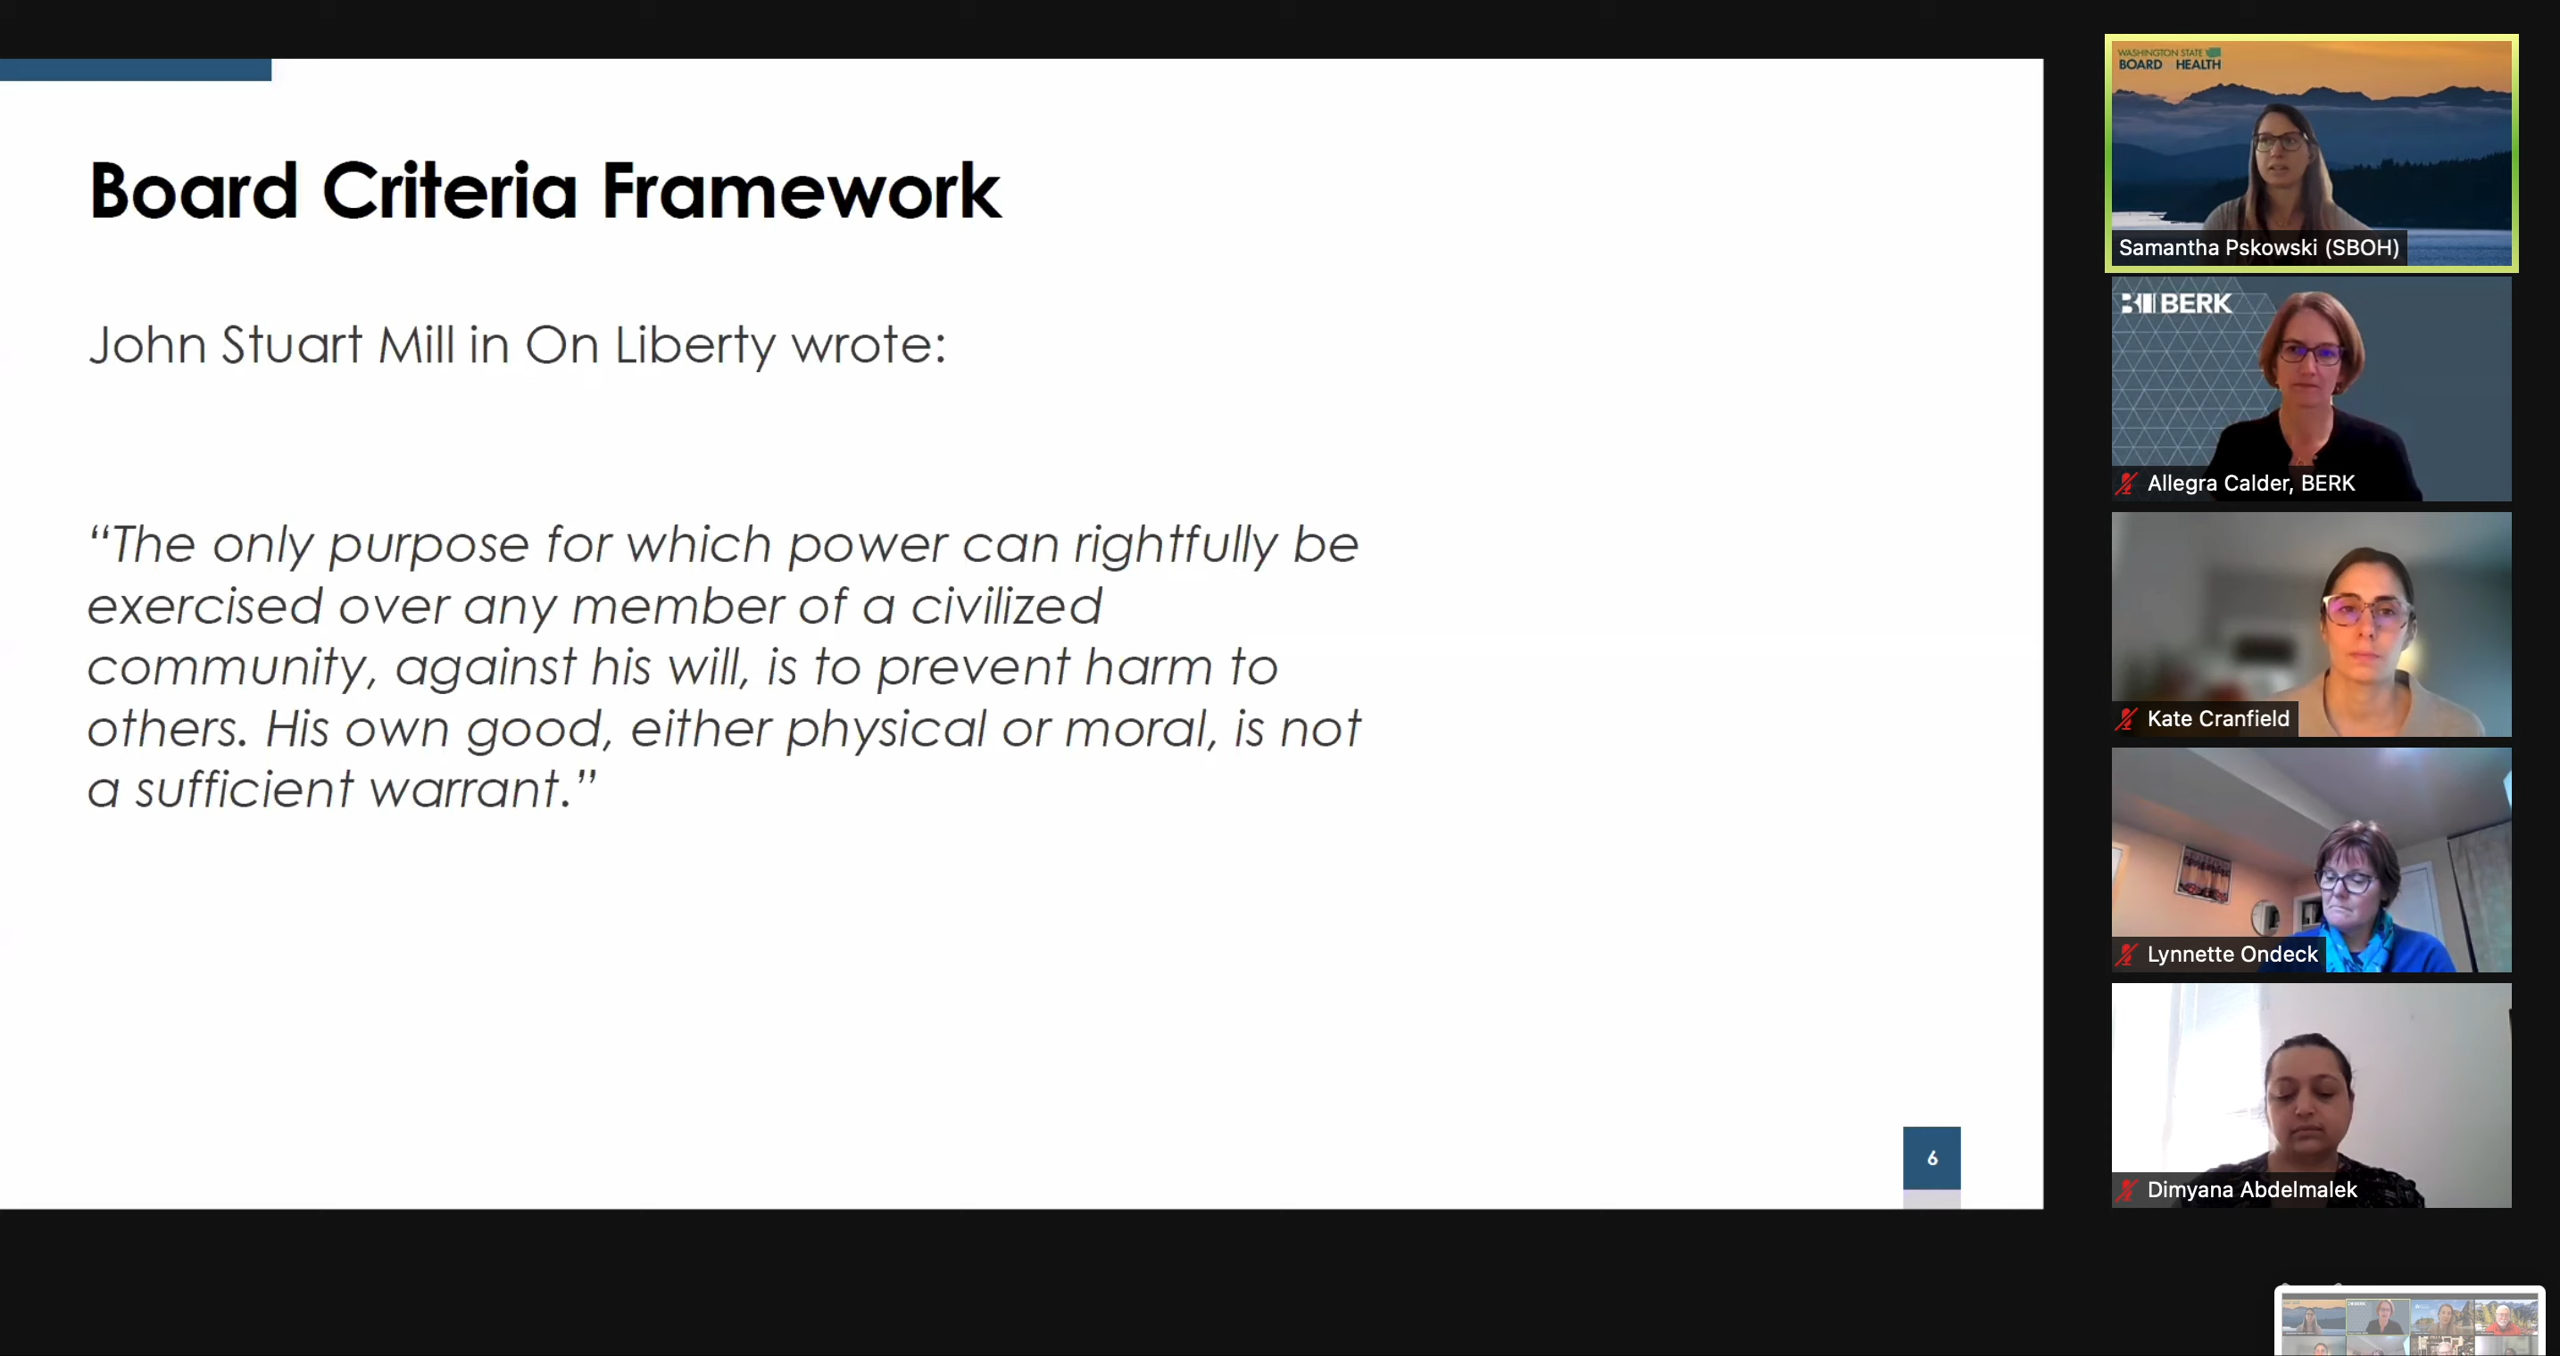 Board Criteria Framework
John Stuart Mill in On Liberty wrote:
“The only purpose for which power can rightfully be
exercised over any member of a civilized
community, against his will, is to prevent harm to
others. His own good, either physical or moral, is not
a sufficient warrant.”
6
WASHINGTON STATE
BOARD HEALTH
Samantha Pskowski (SBOH)
BERK
Allegra Calder, BERK
Kate Cranfield
Lynnette Ondeck
Dimyana Abdelmalek